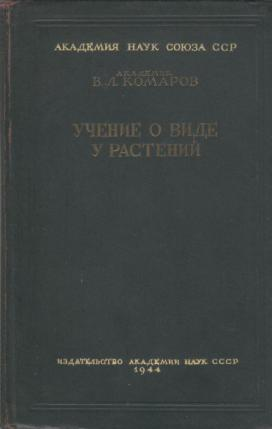 АКАДЕМИЯ НАУК СОЮЗА ССР
АКАДЕМИК
В. Л. КОМАРОВ
УЧЕНИЕ О ВИДЕ
У РАСТЕНИЙ
ИЗДАТЕЛЬСТВО АКАДЕМИИ НАУК СССР
1944